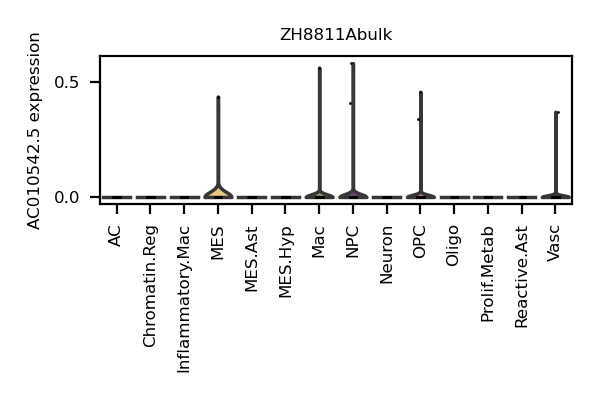 ZH8811Abulk
AC010542.5 expression
0.5
0.0
AC
Chromatin.Reg
Inflammatory.Mac
MES
MES.Ast
MES.Hyp
Mac
NPC
Neuron
OPC
Oligo
Prolif.Metab
Reactive.Ast
Vasc